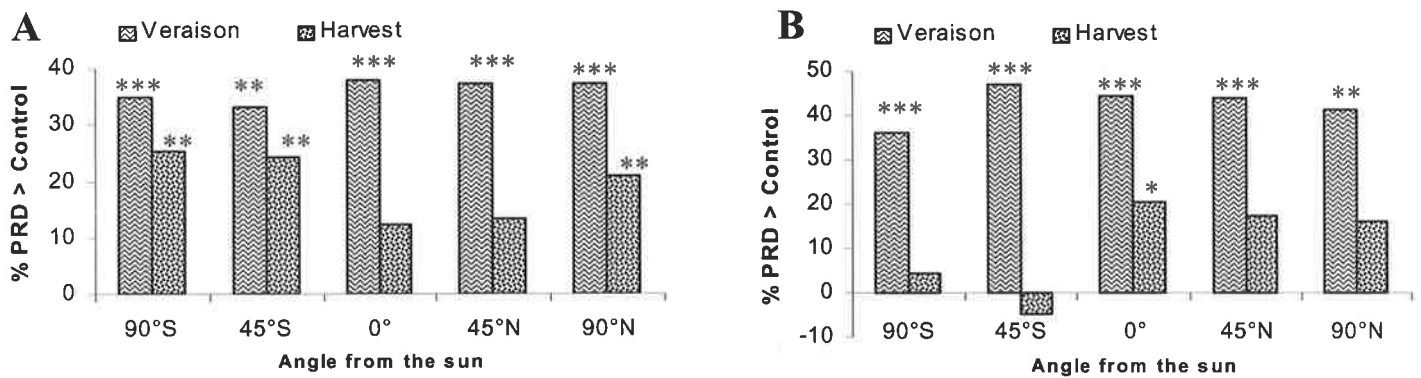 A
Veraison Harvest
% PRD > Control
40
30
20
10
0
*** ** *** *** ***
** ** **
90°S 45°S 0° 45°N 90°N
Angle from the sun
B
Veraison Harvest
% PRD > Control
50
40
30
20
10
0
-10
*** *** *** *** **
*
90°S 45°S 0° 45°N 90°N
Angle from the sun